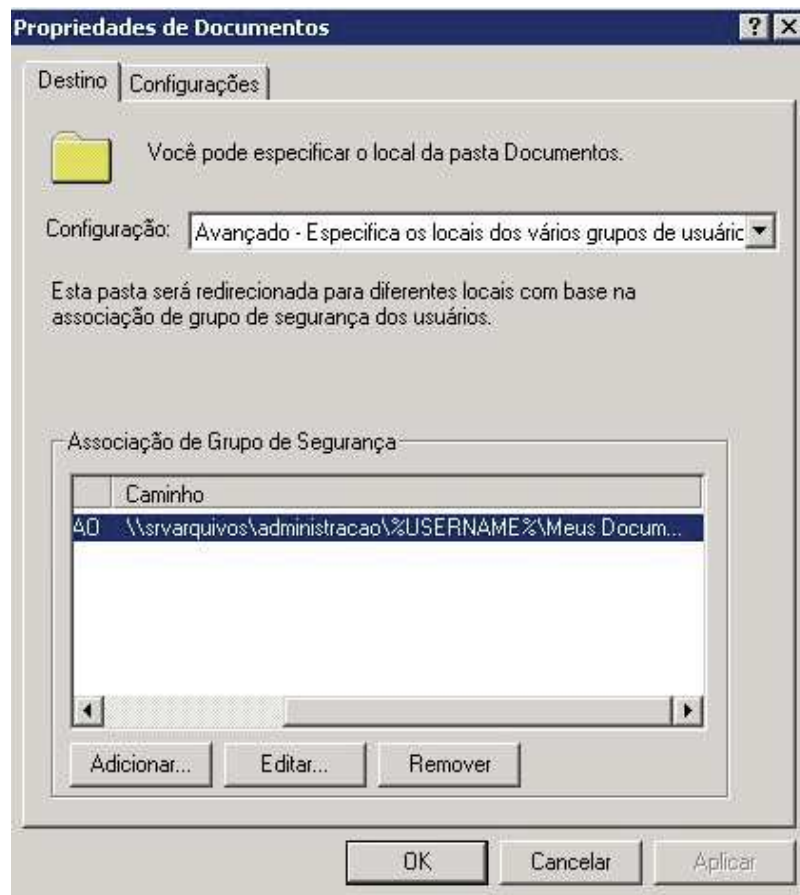 Propriedades de Documentos
Destino
Configurações
Você pode especificar o local da pasta Documentos.
Configuração:
Avançado - Especifica os locais dos vários grupos de usuáric
Esta pasta será redirecionada para diferentes locais com base na
associação de grupo de segurança dos usuários.
Associação de Grupo de Segurança
Caminho
AO \\srvarquivos\administracao\%USERNAME%\Meus Docum...
Adicionar...
Editar...
Remover
OK
Cancelar
Aplicar